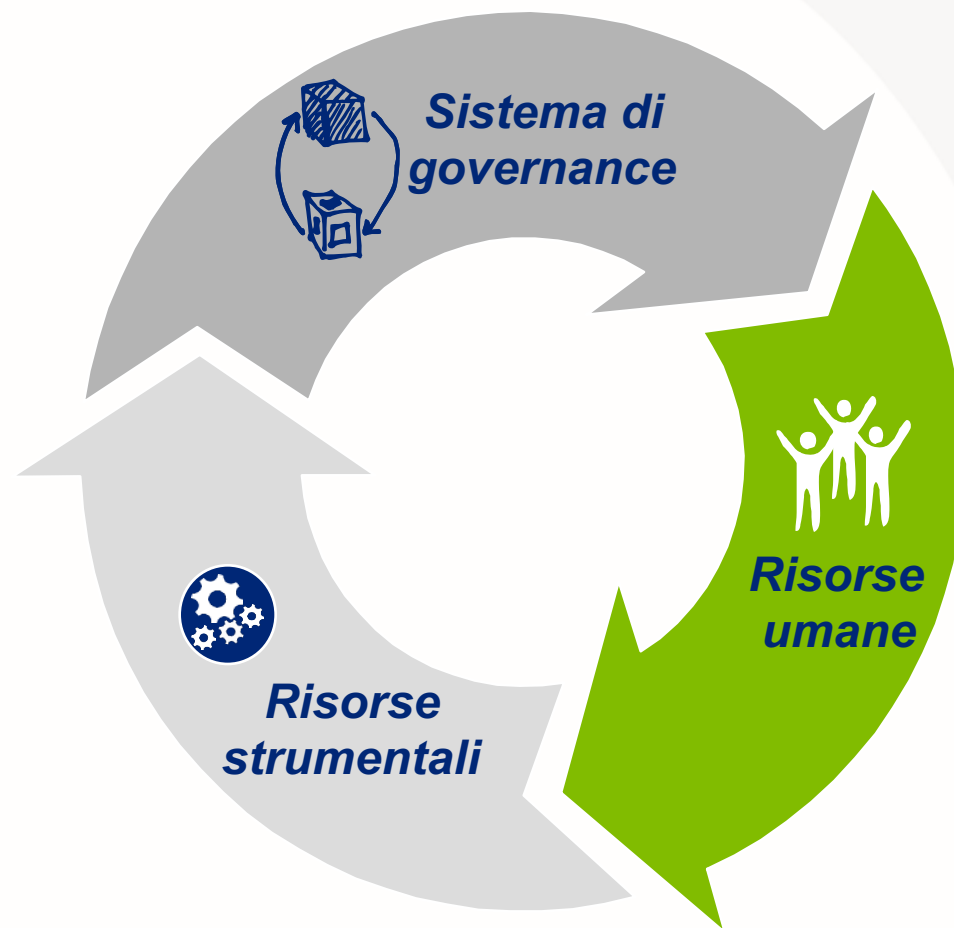 Sistema di
governance
Risorse
umane
Risorse
strumentali